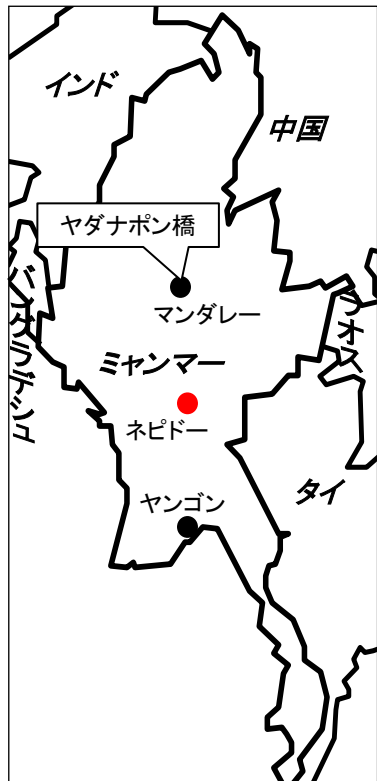 インド
中国
ヤダナポン橋
マンダレー
バングラデシュ
ラオス
ミャンマー
ネピドー
タイ
ヤンゴン